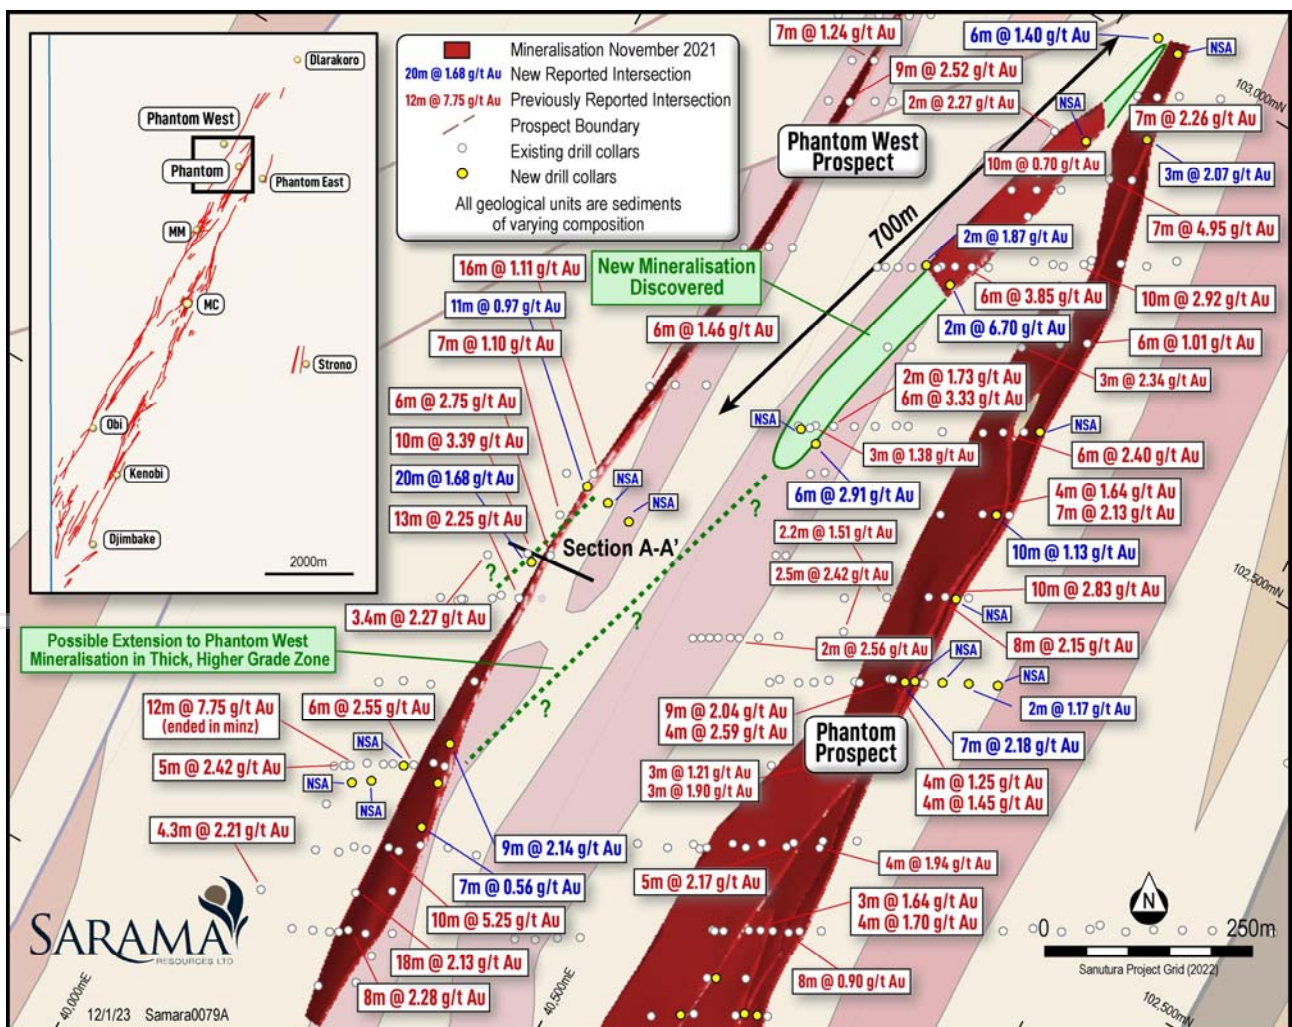 Dlarakoro
Phantom West
Phantom
Phantom East
MM
MC
Strono
Obi
Kenobi
Djimbake
2000m
Mineralisation November 2021
20m @ 1.68 g/t Au New Reported Intersection
12m @ 7.75 g/t Au Previously Reported Intersection
Prospect Boundary
Existing drill collars
New drill collars
All geological units are sediments
of varying composition
7m @ 1.24 g/t Au
9m @ 2.52 g/t Au
2m @ 2.27 g/t Au
6m @ 1.40 g/t Au
NSA
NSA
103,000mN
7m @ 2.26 g/t Au
Phantom West
Prospect
10m @ 0.70 g/t Au
3m @ 2.07 g/t Au
700m
2m @ 1.87 g/t Au
7m @ 4.95 g/t Au
New Mineralisation
Discovered
16m @ 1.11 g/t Au
11m @ 0.97 g/t Au
7m @ 1.10 g/t Au
6m @ 1.46 g/t Au
6m @ 3.85 g/t Au
10m @ 2.92 g/t Au
2m @ 6.70 g/t Au
6m @ 1.01 g/t Au
2m @ 1.73 g/t Au
6m @ 3.33 g/t Au
3m @ 2.34 g/t Au
6m @ 2.75 g/t Au
10m @ 3.39 g/t Au
20m @ 1.68 g/t Au
13m @ 2.25 g/t Au
NSA
NSA
NSA
NSA
3m @ 1.38 g/t Au
6m @ 2.40 g/t Au
6m @ 2.91 g/t Au
4m @ 1.64 g/t Au
7m @ 2.13 g/t Au
?
Section A-A'
?
2.2m @ 1.51 g/t Au
10m @ 1.13 g/t Au
2.5m @ 2.42 g/t Au
102,500mN
10m @ 2.83 g/t Au
3.4m @ 2.27 g/t Au
NSA
?
Possible Extension to Phantom West
Mineralisation in Thick, Higher Grade Zone
2m @ 2.56 g/t Au
8m @ 2.15 g/t Au
NSA
NSA
12m @ 7.75 g/t Au
(ended in minz)
6m @ 2.55 g/t Au
?
9m @ 2.04 g/t Au
4m @ 2.59 g/t Au
2m @ 1.17 g/t Au
Phantom
Prospect
7m @ 2.18 g/t Au
NSA
5m @ 2.42 g/t Au
NSA
NSA
3m @ 1.21 g/t Au
3m @ 1.90 g/t Au
4m @ 1.25 g/t Au
4m @ 1.45 g/t Au
4.3m @ 2.21 g/t Au
9m @ 2.14 g/t Au
4m @ 1.94 g/t Au
7m @ 0.56 g/t Au
5m @ 2.17 g/t Au
10m @ 5.25 g/t Au
3m @ 1.64 g/t Au
4m @ 1.70 g/t Au
N
0 250m
Sanutura Project Grid (2022)
SARAMA
RESOURCES LTD
18m @ 2.13 g/t Au
8m @ 2.28 g/t Au
8m @ 0.90 g/t Au
40,000mE
40,500mE
102,500mN
12/1/23 Samara0079A